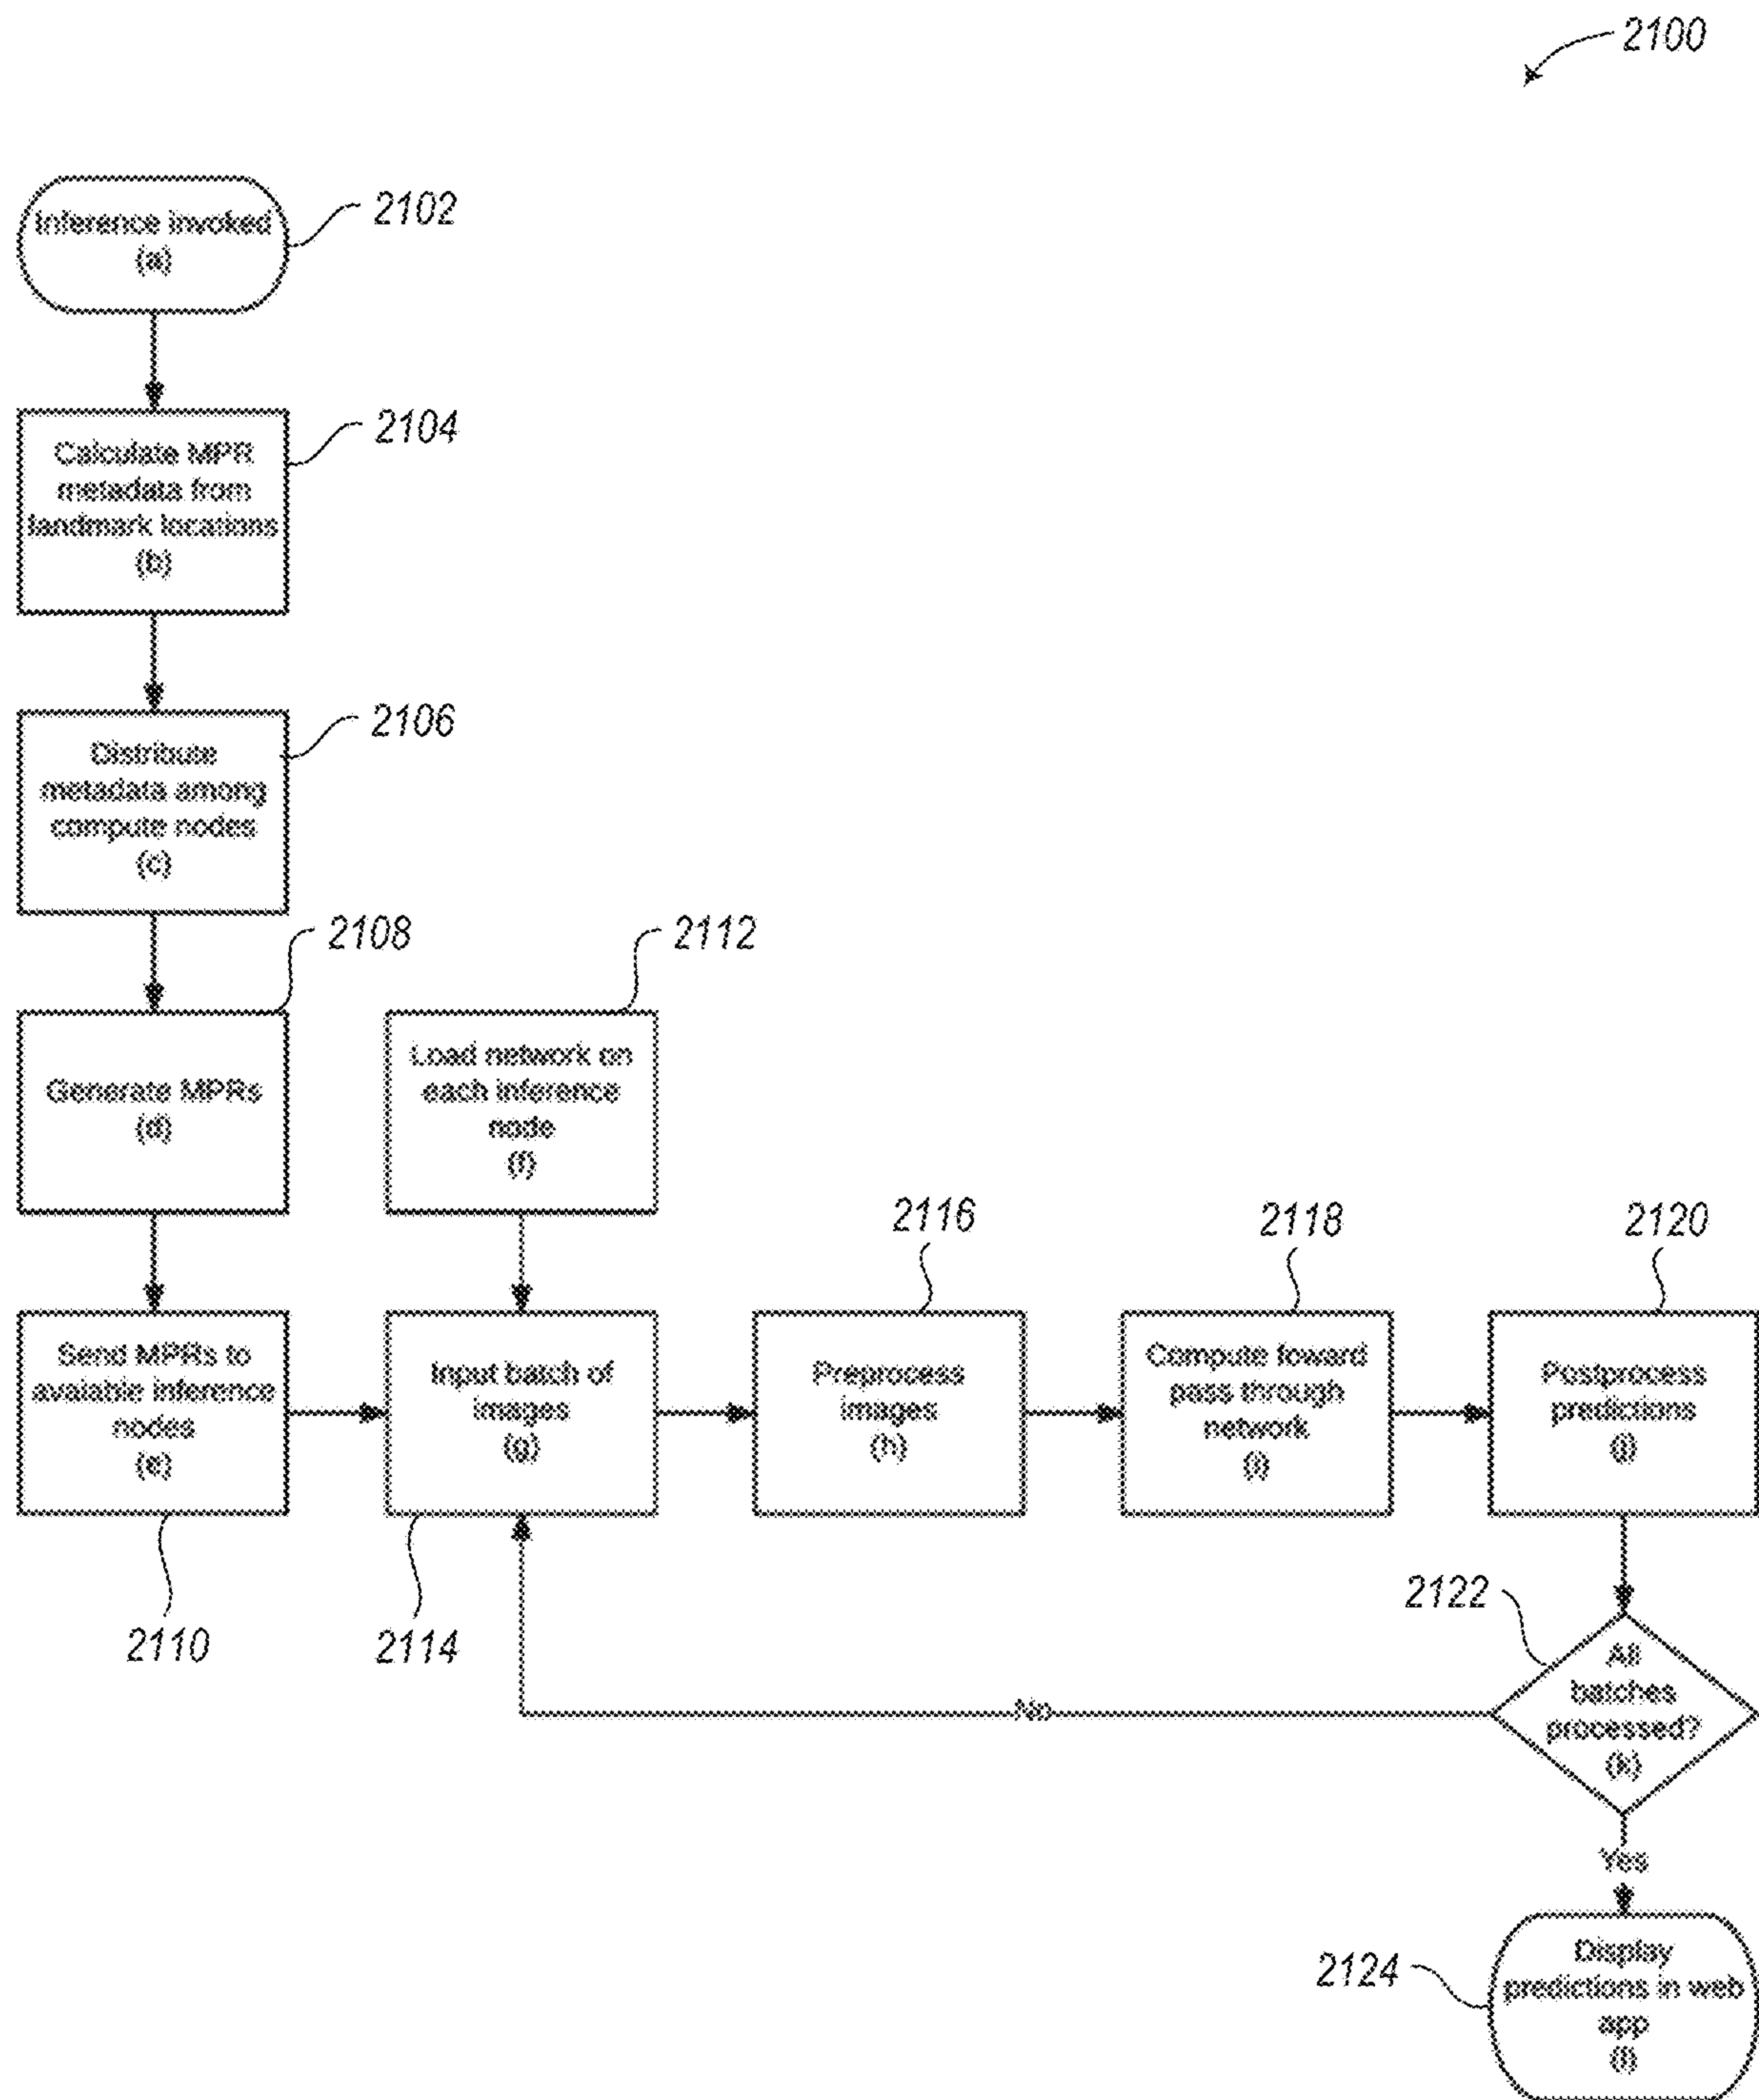 2100
Inference invoked
(a)
2102
Calculate MPR
metadata from
landmark locations
(b)
2104
Distribute
metadata among
compute nodes
(c)
2106
Generate MPRs
(d)
2108
Load network on
each inference
node
(f)
2112
Send MPRs to
avaiable inference
nodes
(e)
2110
Input batch of
images
(g)
2114
Preprocess
images
(h)
2116
Compute foward
pass through
network
(i)
2118
Postprocess
predictions
(j)
2120
All
batches
processed?
(k)
2122
No
Yes
Display
predictions in web
app
(l)
2124